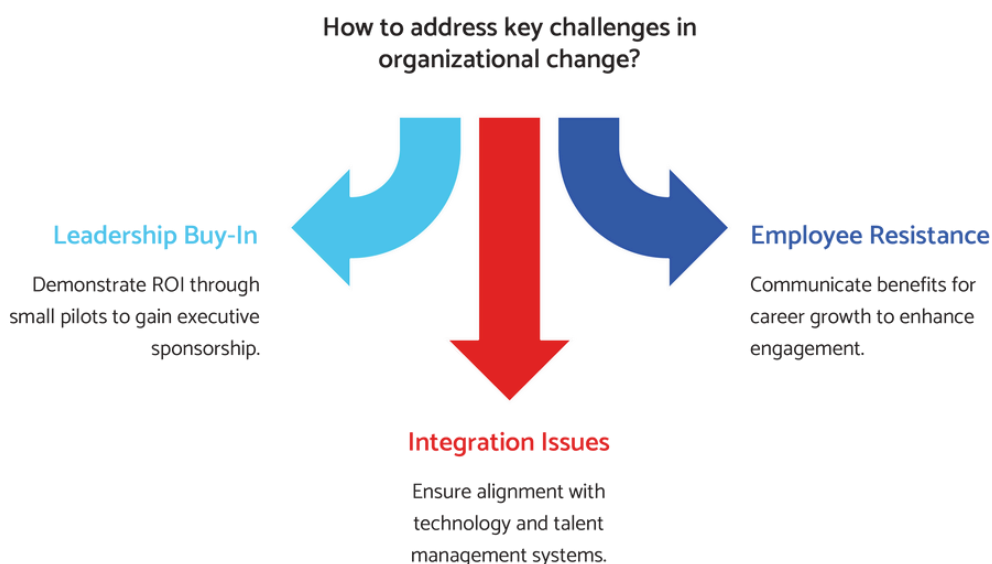 How to address key challenges in
organizational change?
Leadership Buy-In
Demonstrate ROI through
small pilots to gain executive
sponsorship.
Employee Resistance
Communicate benefits for
career growth to enhance
engagement.
Integration Issues
Ensure alignment with
technology and talent
management systems.